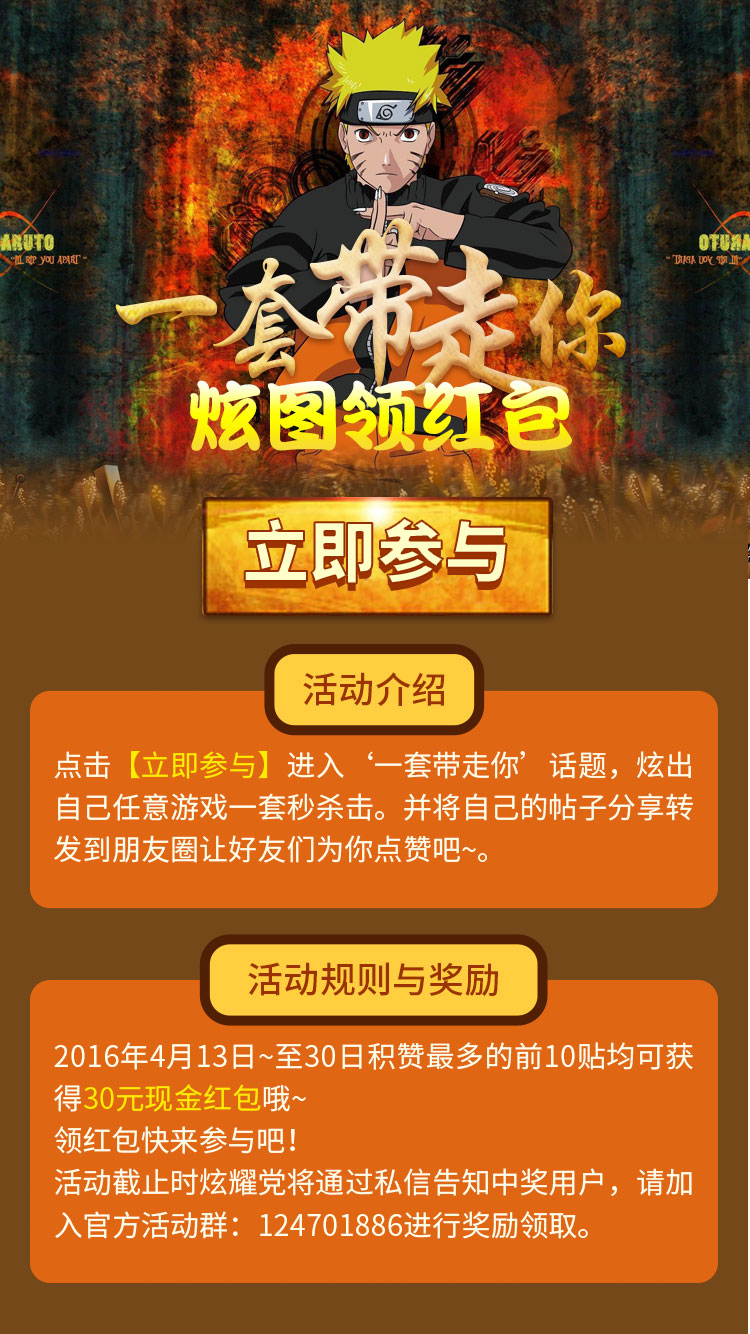 ARUTO
"I'LL RIP YOU APART"
一套带走你
炫图领红包
立即参与
活动介绍
点击【立即参与】进入‘一套带走你’话题，炫出
自己任意游戏一套秒杀击。并将自己的帖子分享转
发到朋友圈让好友们为你点赞吧~。
活动规则与奖励
2016年4月13日~至30日积赞最多的前10贴均可获
得30元现金红包哦~
领红包快来参与吧！
活动截止时炫耀党将通过私信告知中奖用户，请加
入官方活动群：124701886进行奖励领取。